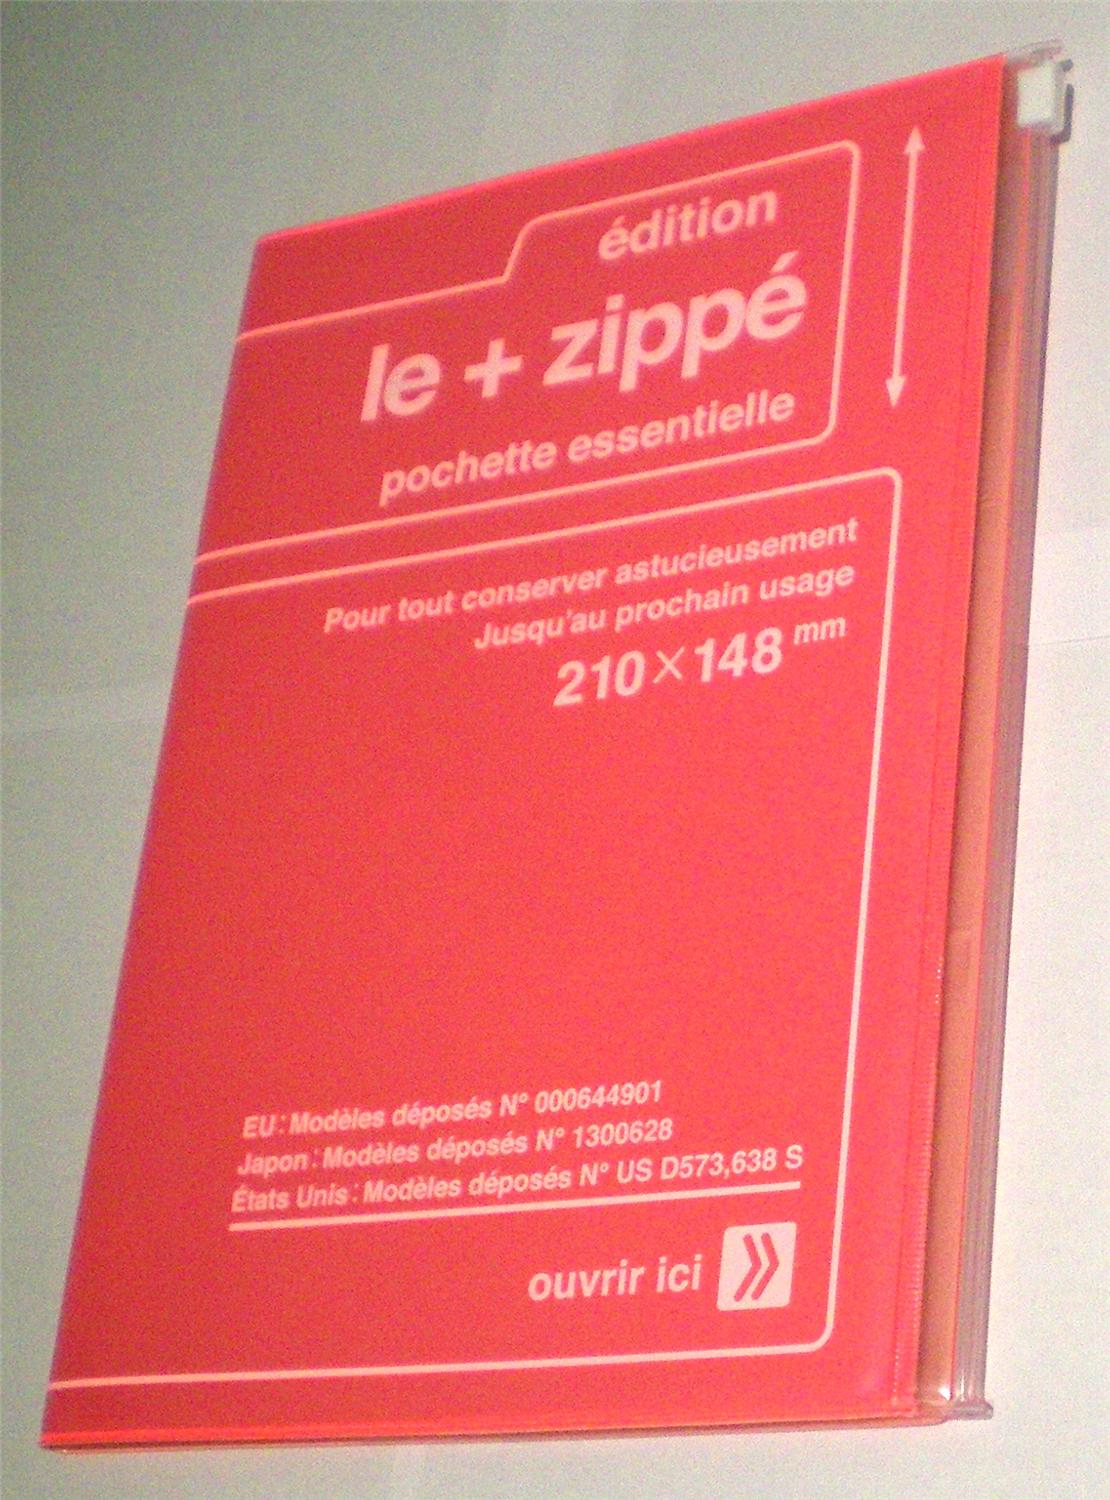 édition
le + zippé
pochette essentielle
Pour tout conserver astucieusement
Jusqu'au prochain usage
210×148 mm
EU : Modèles déposés N° 000644901
Japon : Modèles déposés N° 1300628
États Unis : Modèles déposés N° US D573,638 S
ouvrir ici